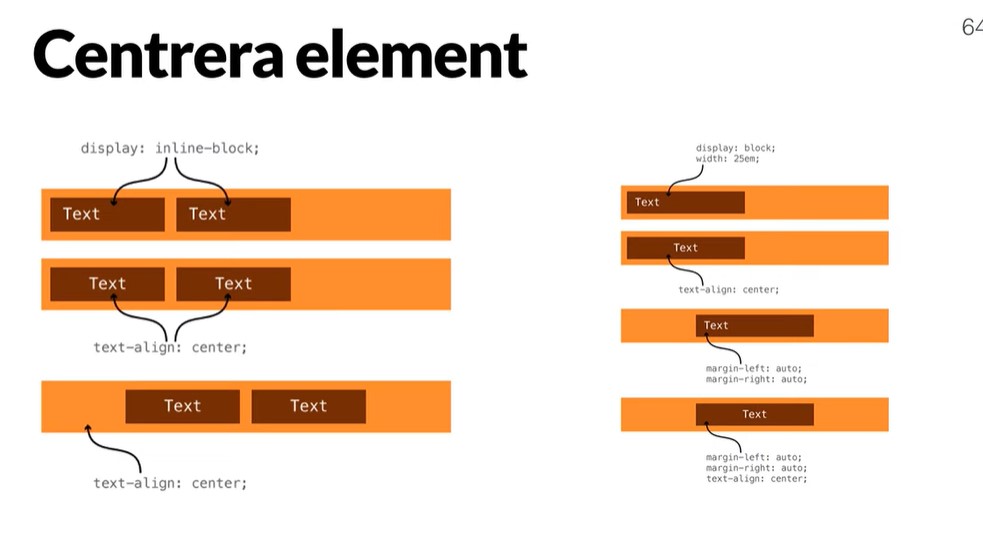 64
Centrera element
display: inline-block;
Text Text
Text Text
text-align: center;
Text Text
text-align: center;
display: block;
width: 25em;
Text
Text
text-align: center;
Text
margin-left: auto;
margin-right: auto;
Text
margin-left: auto;
margin-right: auto;
text-align: center;